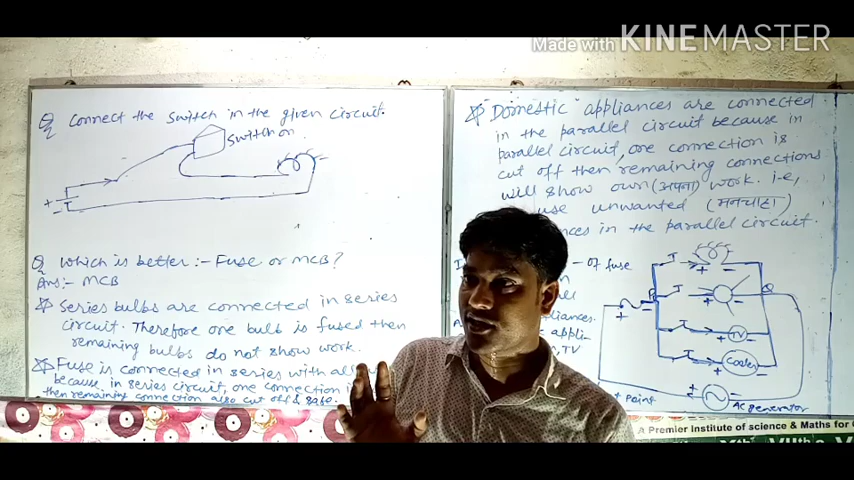 Made with KINEMASTER
Q connect the switch in the given circuit.
switch on
Q which is better:- Fuse or MCB?
Ans:- MCB
Series bulbs are connected in series
circuit. Therefore one bulb is fused then
remaining bulbs do not show work.
Fuse is connected in series with all
because, in series circuit, one connection
then remaining connection also cut off & safe.
"Domestic" appliances are connected
in the parallel circuit because in
parallel circuit, one connection is
cut off then remaining connections
will show own (अपना) work. i.e,
use unwanted (मनचाहा)
in the parallel circuit.
of fuse
appliances.
appli-
TV
TV
Cooler
+ Point
AC generator
A Premier Institute of science & Maths for
Vth VIIth